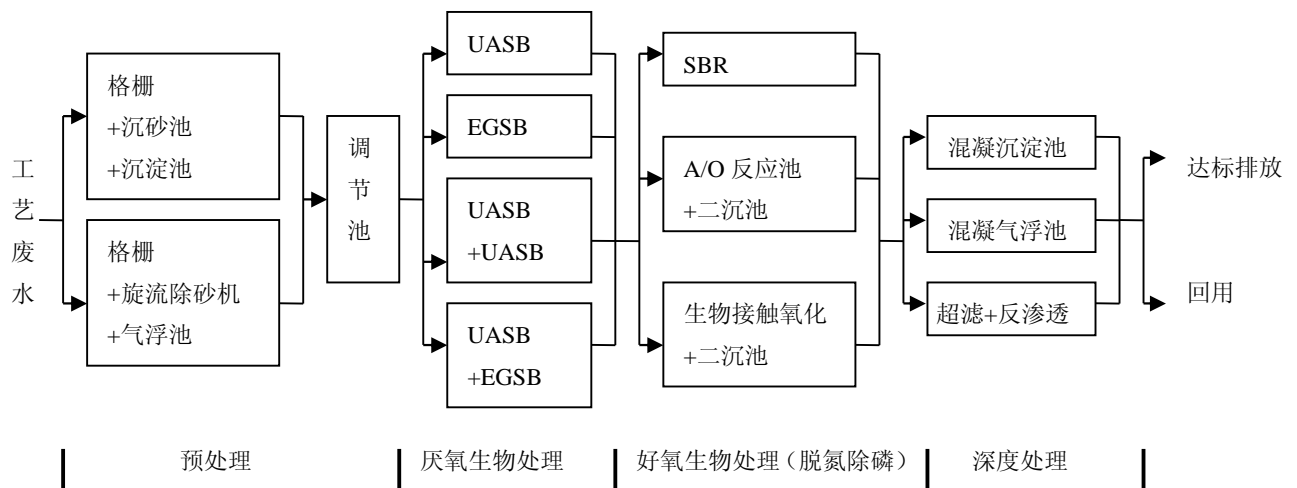 工
艺
废
水
格栅
+沉砂池
+沉淀池
格栅
+旋流除砂机
+气浮池
调
节
池
UASB
EGSB
UASB
+UASB
UASB
+EGSB
SBR
A/O 反应池
+二沉池
生物接触氧化
+二沉池
混凝沉淀池
混凝气浮池
超滤+反渗透
达标排放
回用
预处理
厌氧生物处理
好氧生物处理（脱氮除磷）
深度处理